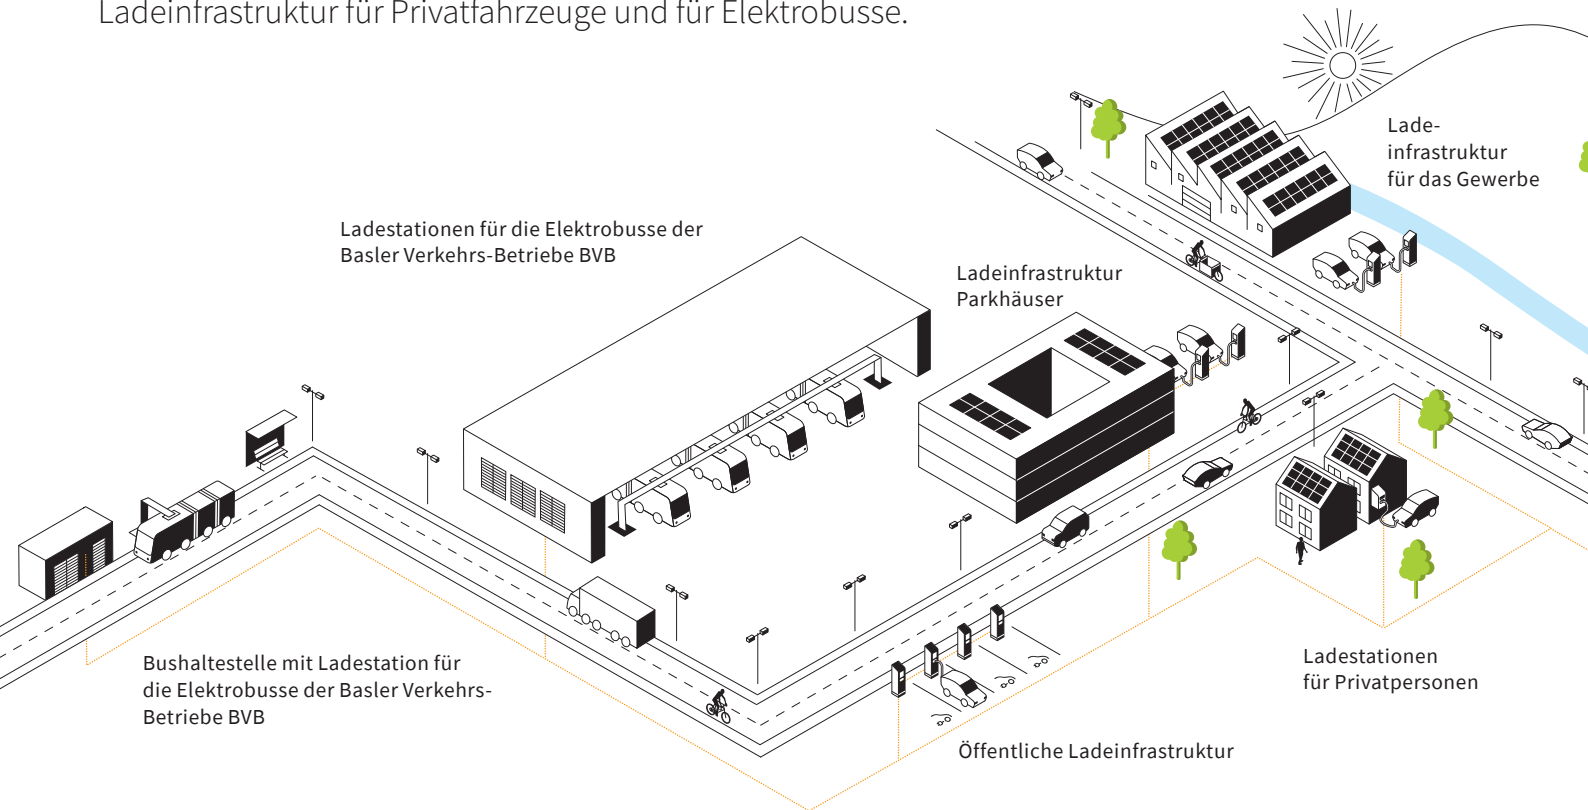 Ladeinfrastruktur für Privatfahrzeuge und für Elektrobusse.
Lade-
infrastruktur
für das Gewerbe
Ladestationen für die Elektrobusse der
Basler Verkehrs-Betriebe BVB
Ladeinfrastruktur
Parkhäuser
Bushaltestelle mit Ladestation für
die Elektrobusse der Basler Verkehrs-
Betriebe BVB
Ladestationen
für Privatpersonen
Öffentliche Ladeinfrastruktur